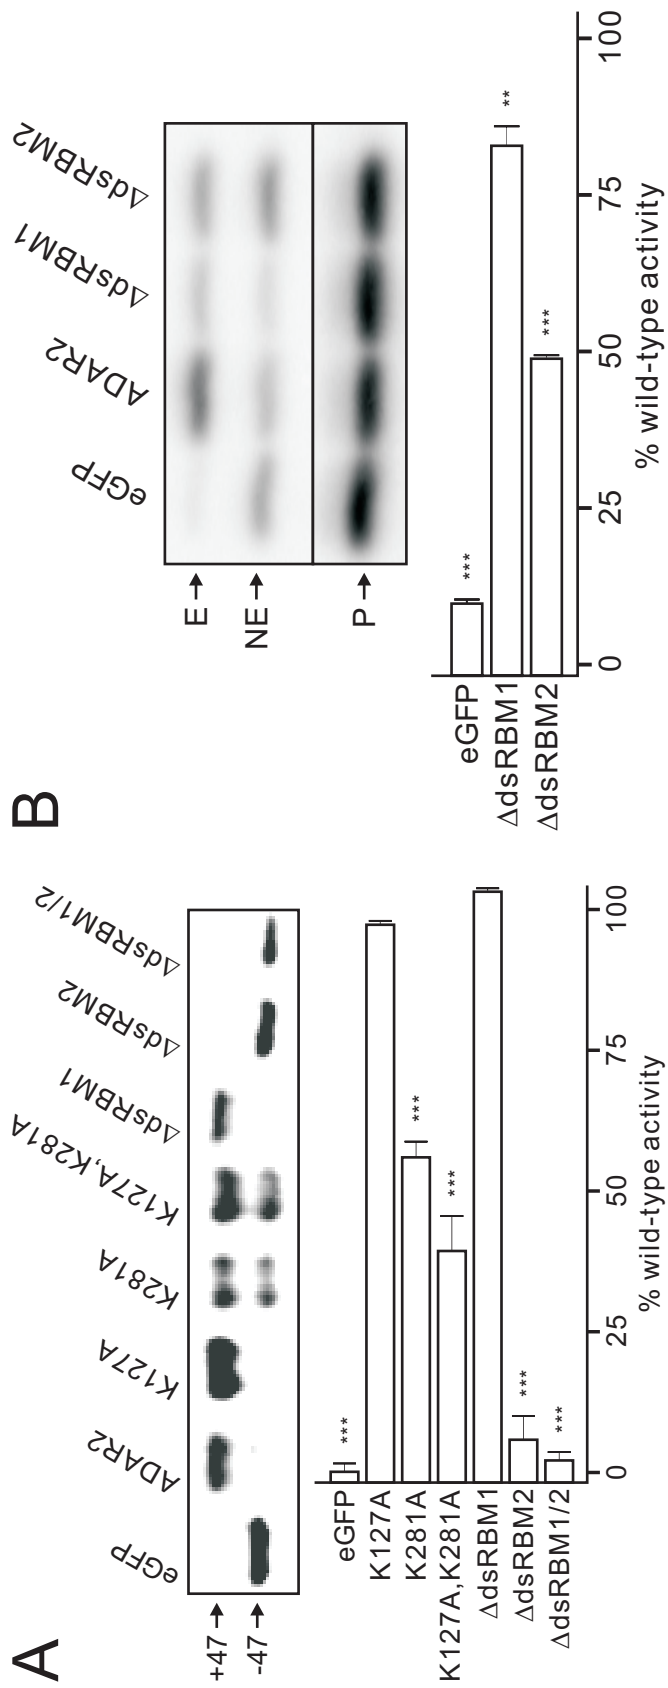 A
eGFP
ADAR2
K127A
K281A
K127A,K281A
ΔdsRBM1
ΔdsRBM2
ΔdsRBM1/2
+47
-47
eGFP
***
K127A
K281A
***
K127A,K281A
***
ΔdsRBM1
ΔdsRBM2
***
ΔdsRBM1/2
***
0 25 50 75 100
% wild-type activity
B
eGFP
ADAR2
ΔdsRBM1
ΔdsRBM2
E
NE
P
eGFP
***
ΔdsRBM1
**
ΔdsRBM2
***
0 25 50 75 100
% wild-type activity